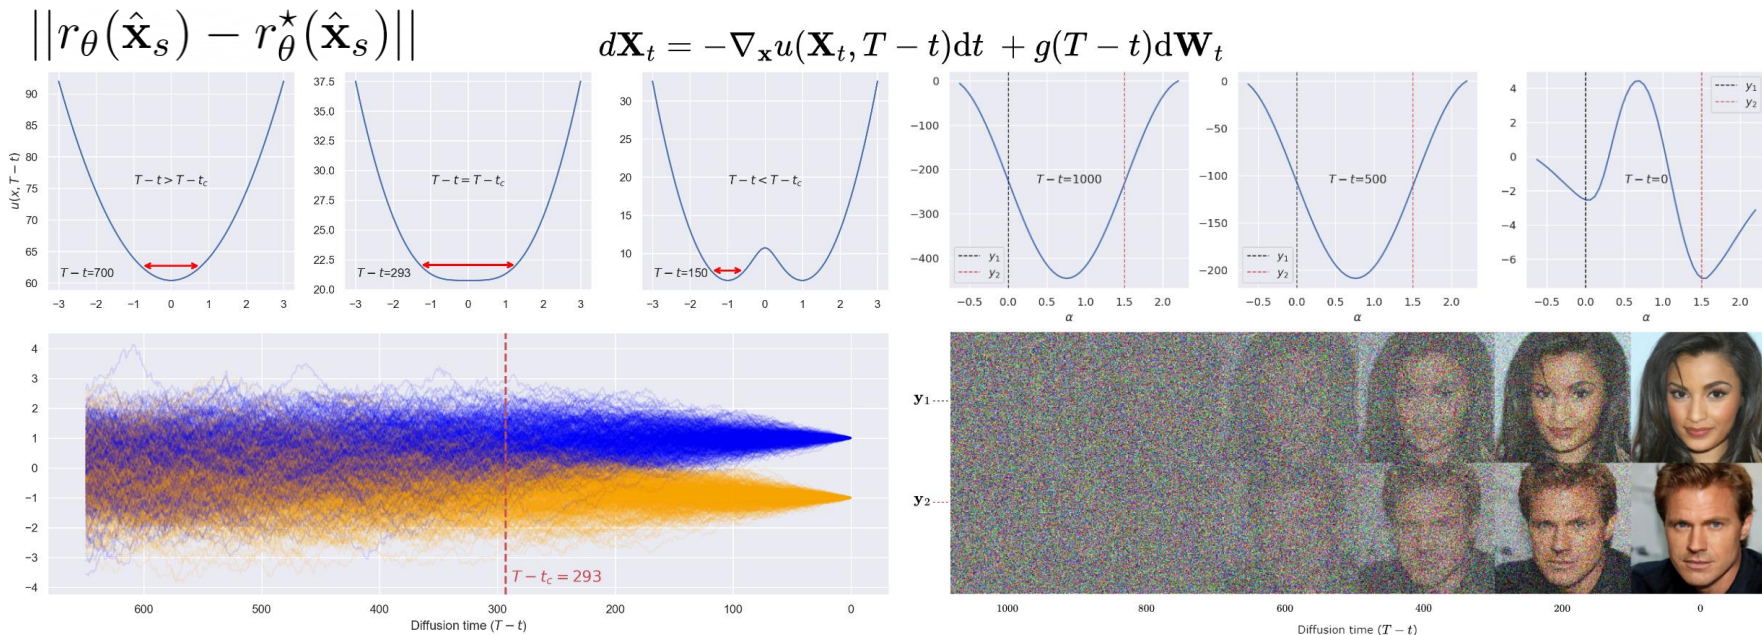 ||r_θ(x̂_s) − r_θ^⋆(x̂_s)||
dX_t = −∇_x u(X_t, T − t)dt + g(T − t)dW_t
u(x, T − t)
90
85
80
75
70
65
60
T − t > T − t_c
T − t=700
−3 −2 −1 0 1 2 3
37.5
35.0
32.5
30.0
27.5
25.0
22.5
20.0
T − t = T − t_c
T − t=293
−3 −2 −1 0 1 2 3
30
25
20
15
10
T − t < T − t_c
T − t=150
−3 −2 −1 0 1 2 3
0
−100
−200
−300
−400
T − t=1000
y_1
y_2
−0.5 0.0 0.5 1.0 1.5 2.0
α
0
−50
−100
−150
−200
T − t=500
y_1
y_2
−0.5 0.0 0.5 1.0 1.5 2.0
α
4
2
0
−2
−4
−6
y_1
y_2
T − t=0
−0.5 0.0 0.5 1.0 1.5 2.0
α
4
3
2
1
0
−1
−2
−3
−4
T − t_c = 293
600 500 400 300 200 100 0
Diffusion time (T − t)
y_1
y_2
1000 800 600 400 200 0
Diffusion time (T − t)